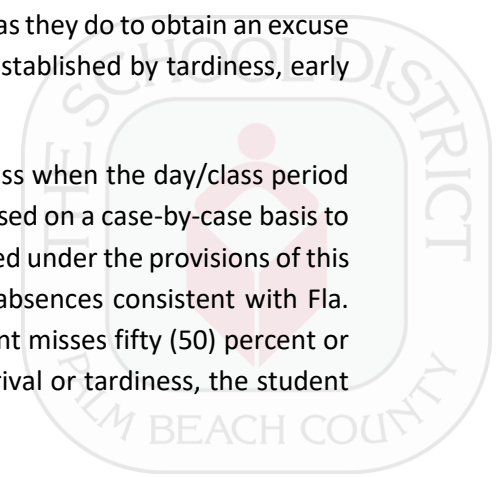 as they do to obtain an excuse
stablished by tardiness, early
ss when the day/class period
sed on a case-by-case basis to
ed under the provisions of this
absences consistent with Fla.
nt misses fifty (50) percent or
rival or tardiness, the student
THE SCHOOL DISTRICT
PALM BEACH COUNTY